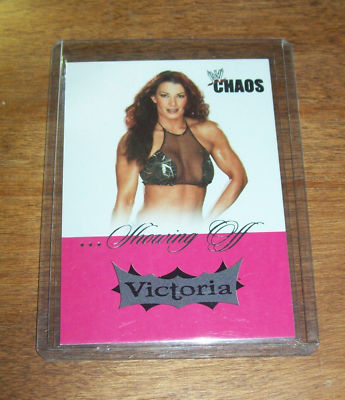 W
CHAOS
...Showing Off
Victoria